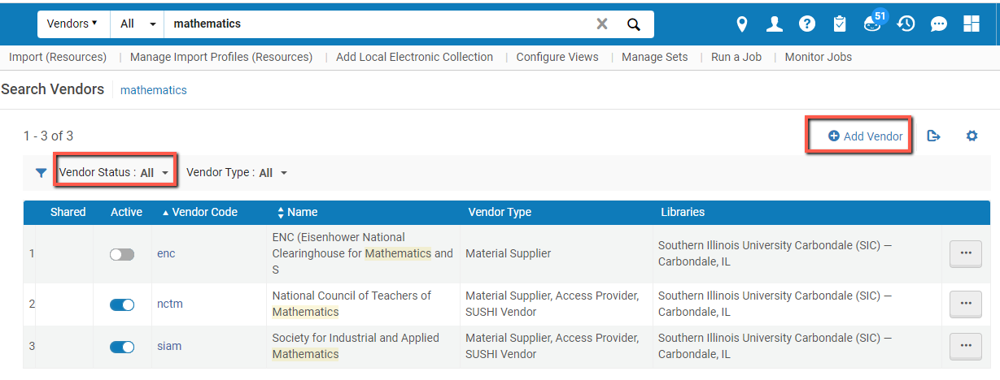 Vendors All mathematics 51
Import (Resources) Manage Import Profiles (Resources) Add Local Electronic Collection Configure Views Manage Sets Run a Job Monitor Jobs
Search Vendors mathematics
1 - 3 of 3 Add Vendor
Vendor Status : All Vendor Type : All
Shared Active Vendor Code Name Vendor Type Libraries
1 enc ENC (Eisenhower National Clearinghouse for Mathematics and S Material Supplier Southern Illinois University Carbondale (SIC) — Carbondale, IL
2 nctm National Council of Teachers of Mathematics Material Supplier, Access Provider, SUSHI Vendor Southern Illinois University Carbondale (SIC) — Carbondale, IL
3 siam Society for Industrial and Applied Mathematics Material Supplier, Access Provider, SUSHI Vendor Southern Illinois University Carbondale (SIC) — Carbondale, IL